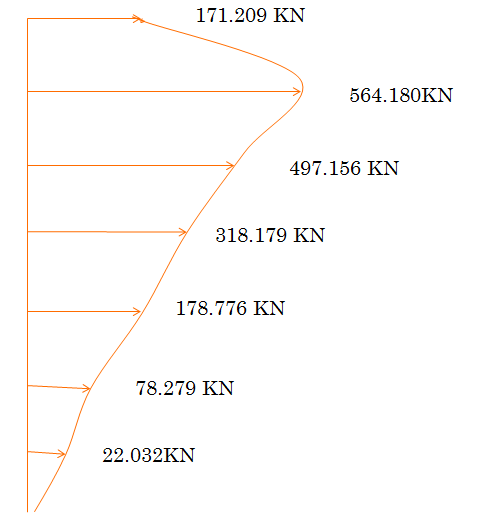 171.209 KN
564.180KN
497.156 KN
318.179 KN
178.776 KN
78.279 KN
22.032KN